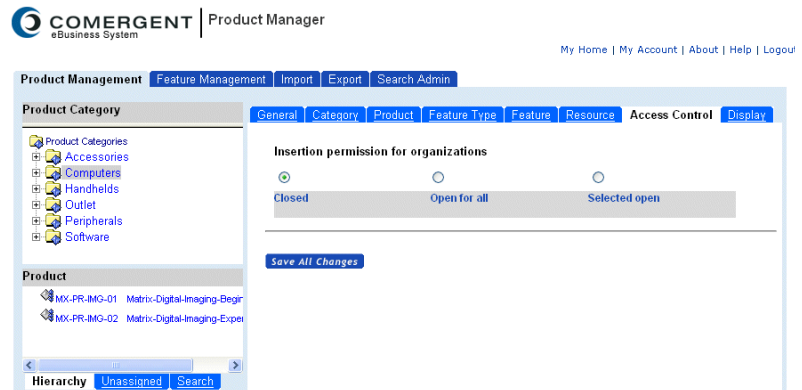 COMERGENT
eBusiness System
Product Manager
My Home | My Account | About | Help | Logout
Product Management Feature Management Import Export Search Admin
Product Category
General Category Product Feature Type Feature Resource Access Control Display
Product Categories
Accessories
Computers
Handhelds
Outlet
Peripherals
Software
Insertion permission for organizations
Closed Open for all Selected open
Save All Changes
Product
MX-PR-IMG-01 Matrix-Digital-Imaging-Begin
MX-PR-IMG-02 Matrix-Digital-Imaging-Exper
Hierarchy Unassigned Search